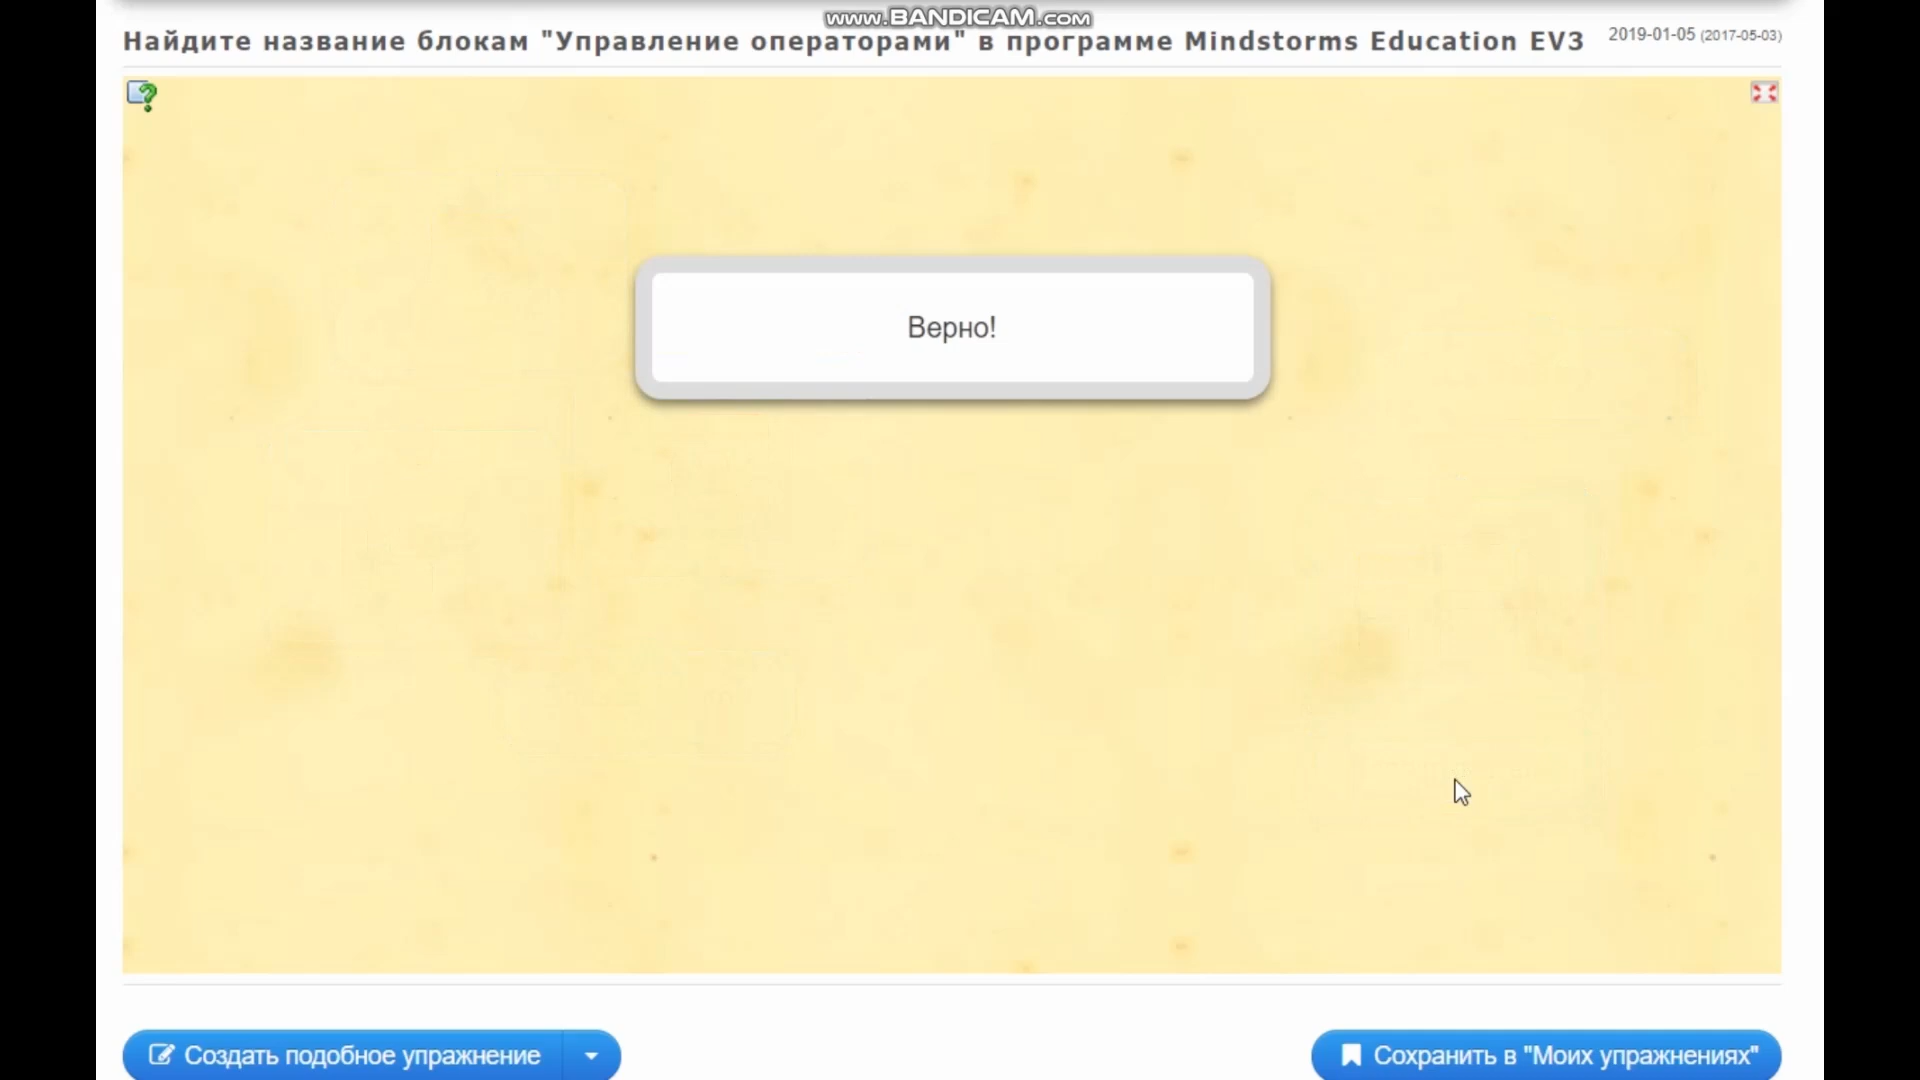 www.BANDICAM.com
Найдите название блокам "Управление операторами" в программе Mindstorms Education EV3
2019-01-05 (2017-05-03)
Верно!
Создать подобное упражнение
Сохранить в "Моих упражнениях"